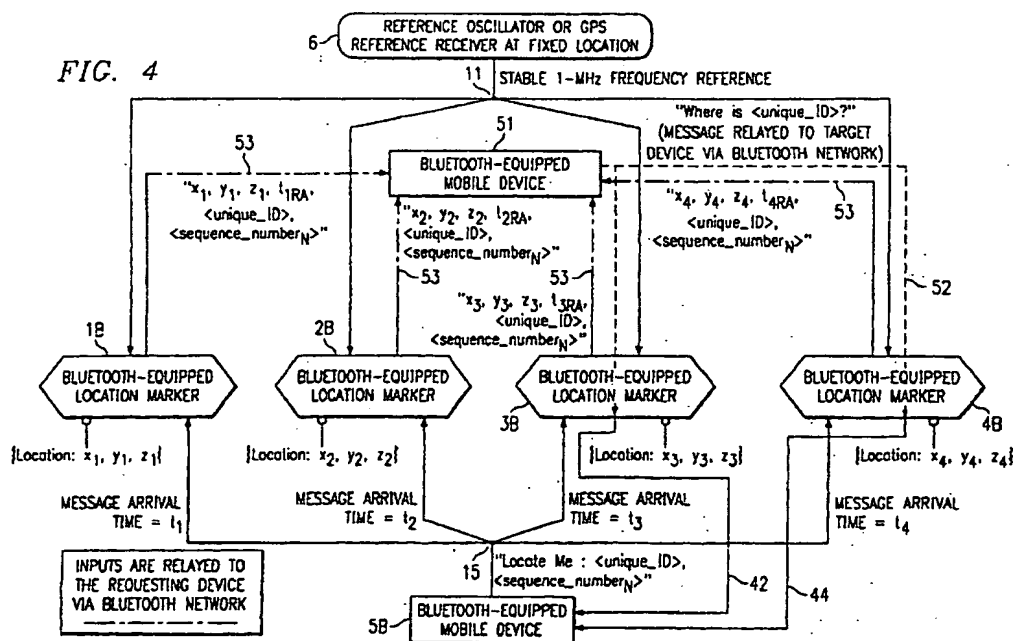 REFERENCE OSCILLATOR OR GPS
REFERENCE RECEIVER AT FIXED LOCATION
6
FIG. 4
11
STABLE 1-MHz FREQUENCY REFERENCE
"Where is <unique_ID>?"
(MESSAGE RELAYED TO TARGET
DEVICE VIA BLUETOOTH NETWORK)
51
53
BLUETOOTH-EQUIPPED
MOBILE DEVICE
"x1, y1, z1, t1RA,
<unique_ID>,
<sequence_numberN>"
"x2, y2, z2, t2RA,
<unique_ID>,
<sequence_numberN>"
53
"x3, y3, z3, t3RA,
<unique_ID>,
<sequence_numberN>"
53
"x4, y4, z4, t4RA,
<unique_ID>,
<sequence_numberN>"
53
52
1B
BLUETOOTH-EQUIPPED
LOCATION MARKER
2B
BLUETOOTH-EQUIPPED
LOCATION MARKER
BLUETOOTH-EQUIPPED
LOCATION MARKER
3B
BLUETOOTH-EQUIPPED
LOCATION MARKER
4B
{Location: x1, y1, z1}
{Location: x2, y2, z2}
{Location: x3, y3, z3}
{Location: x4, y4, z4}
MESSAGE ARRIVAL
TIME = t1
MESSAGE ARRIVAL
TIME = t2
MESSAGE ARRIVAL
TIME = t3
MESSAGE ARRIVAL
TIME = t4
INPUTS ARE RELAYED TO
THE REQUESTING DEVICE
VIA BLUETOOTH NETWORK
15
"Locate Me : <unique_ID>,
<sequence_numberN>"
42
44
5B
BLUETOOTH-EQUIPPED
MOBILE DEVICE